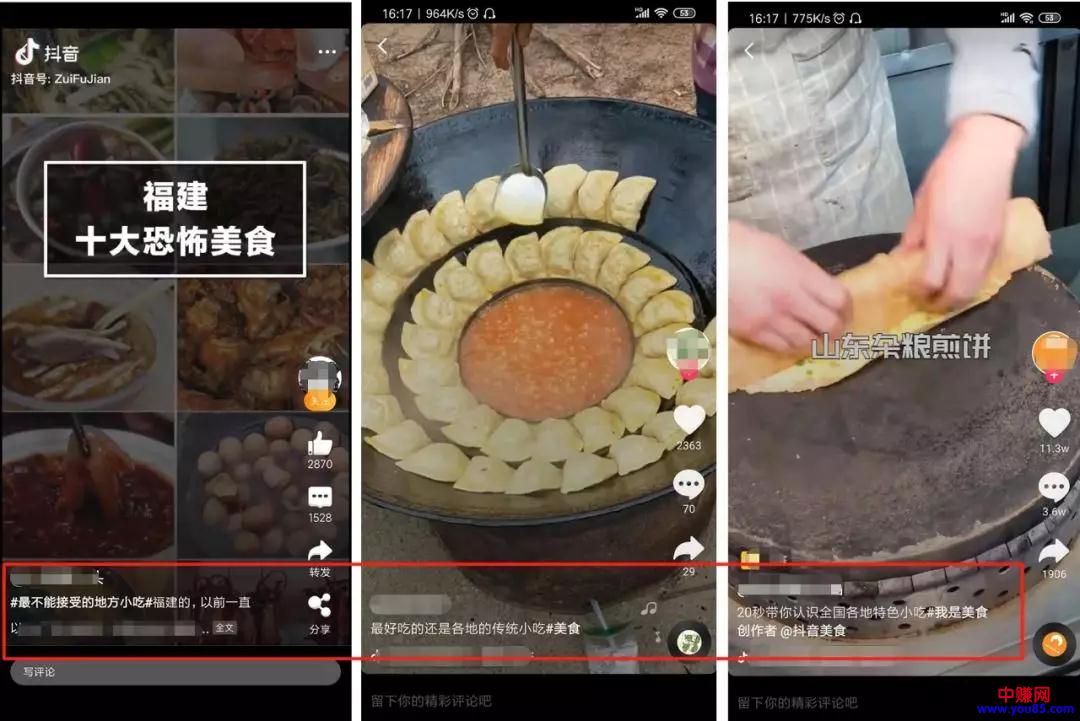 抖音
抖音号: ZuiFuJian
福建
十大恐怖美食
关注
2870
1528
转发
#最不能接受的地方小吃#福建的，以前一直
以
.. 全文
分享
写评论
16:17 964K/s
53
2363
70
29
最好吃的还是各地的传统小吃#美食
留下你的精彩评论吧
16:17 775K/s
53
山东杂粮煎饼
11.3w
3.6w
1906
20秒带你认识全国各地特色小吃#我是美食
创作者 @抖音美食
留下你的精彩评论吧
中赚网
www.you85.com